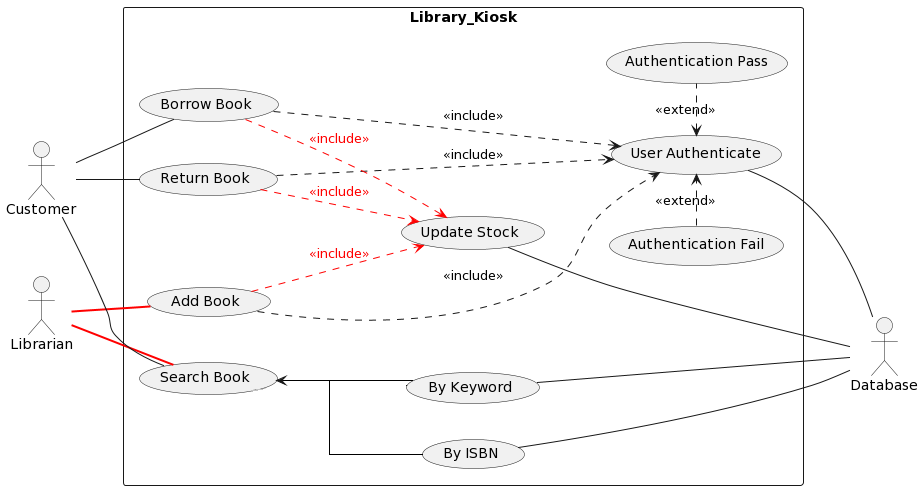 Library_Kiosk
Authentication Pass
Borrow Book
«extend»
«include»
«include»
User Authenticate
Customer
Return Book
«include»
«include»
«extend»
Update Stock
Authentication Fail
«include»
«include»
Librarian
Add Book
Search Book
By Keyword
Database
By ISBN